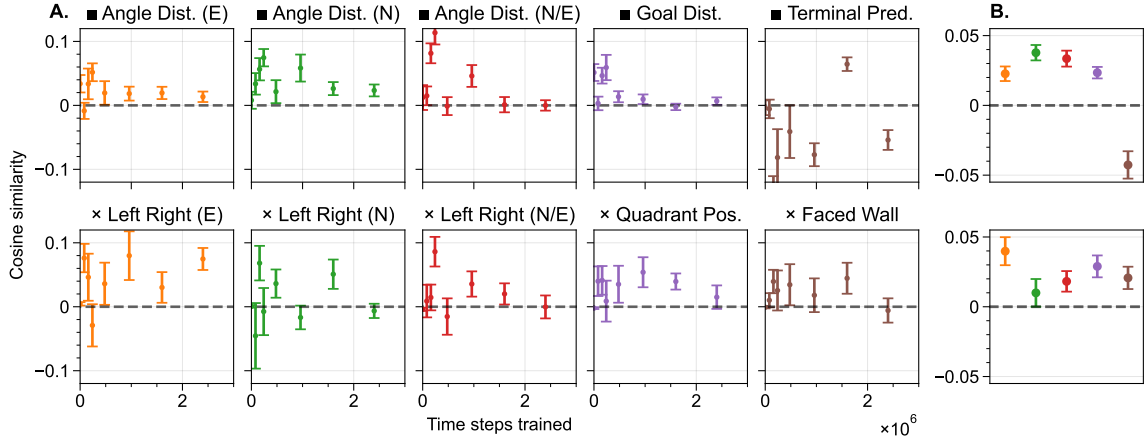 A.
■ Angle Dist. (E)
■ Angle Dist. (N)
■ Angle Dist. (N/E)
■ Goal Dist.
■ Terminal Pred.
B.
0.1
0
−0.1
0.05
0
−0.05
Cosine similarity
× Left Right (E)
× Left Right (N)
× Left Right (N/E)
× Quadrant Pos.
× Faced Wall
0.1
0
−0.1
0.05
0
−0.05
0 2 0 2 0 2 0 2 0 2
Time steps trained
×10⁶